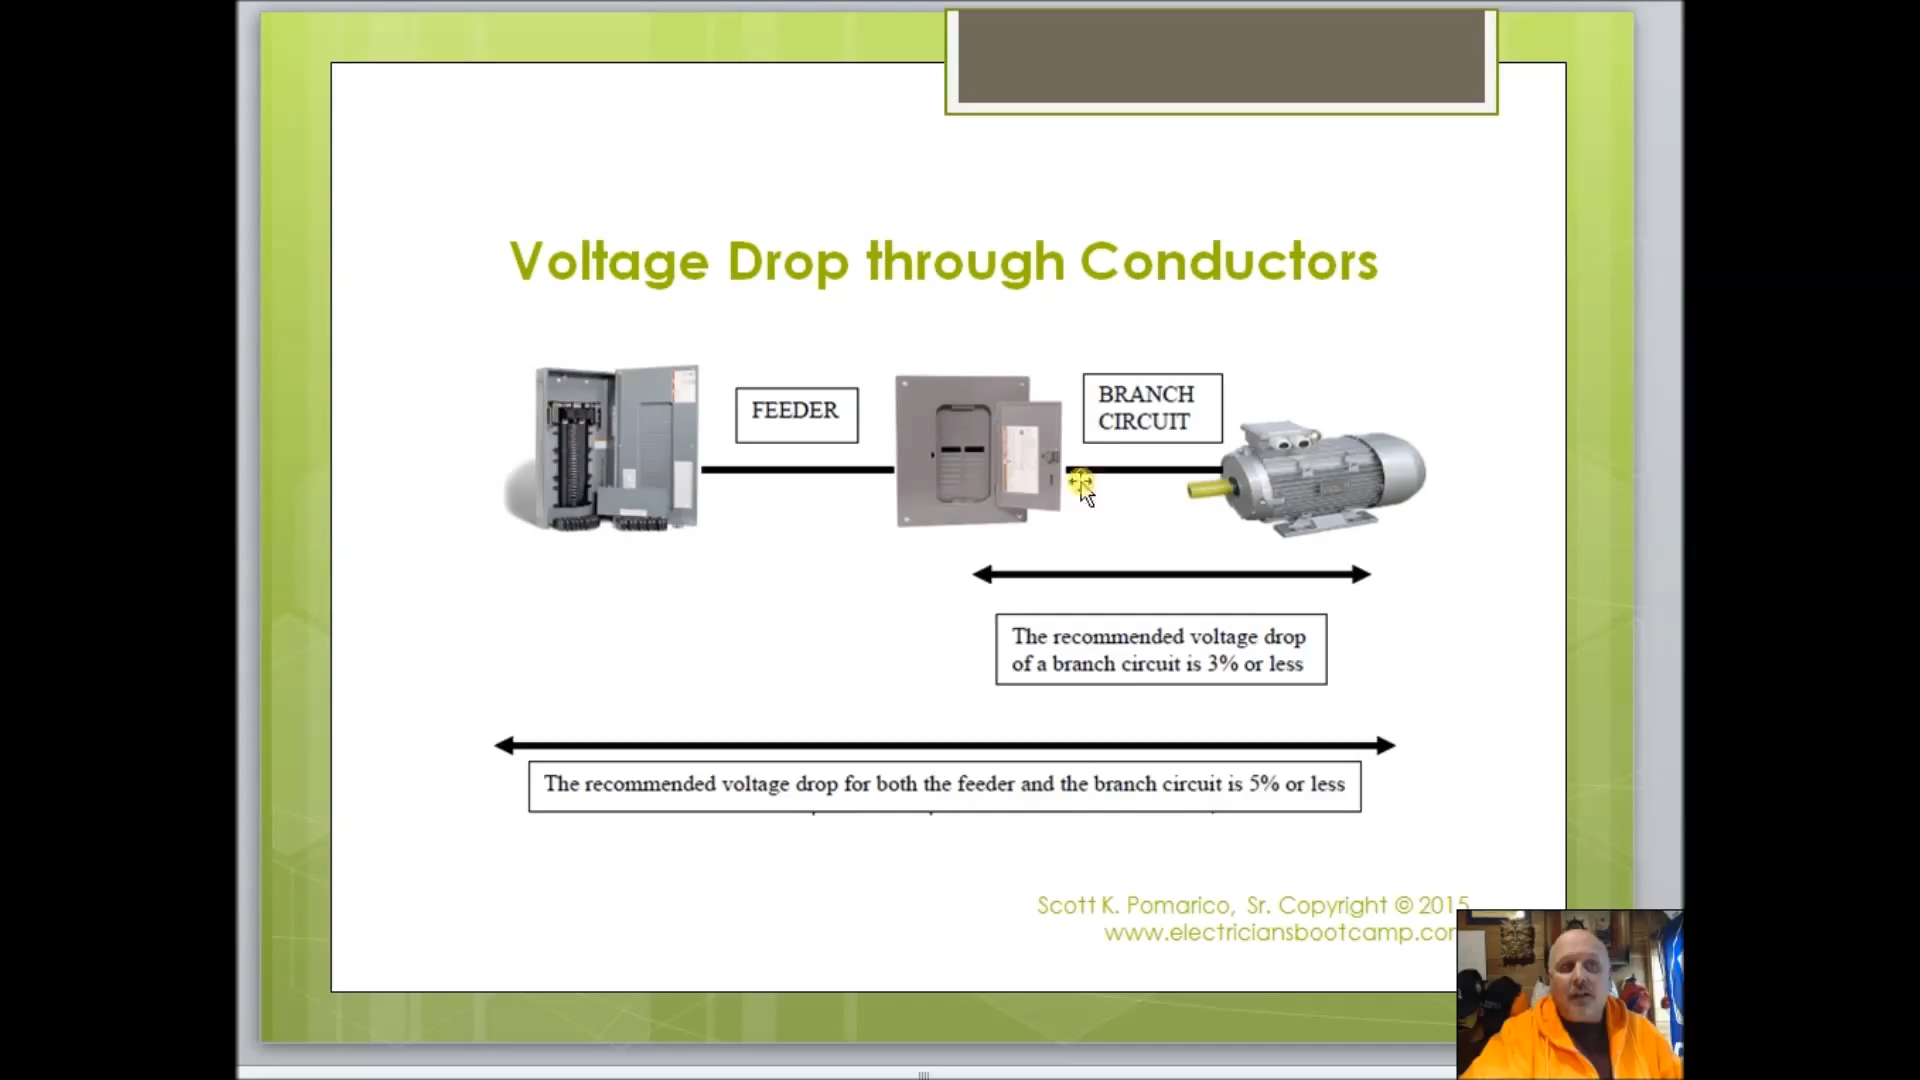 Voltage Drop through Conductors
FEEDER
BRANCH
CIRCUIT
The recommended voltage drop
of a branch circuit is 3% or less
The recommended voltage drop for both the feeder and the branch circuit is 5% or less
Scott K. Pomarico, Sr. Copyright © 2015
www.electriciansbootcamp.com